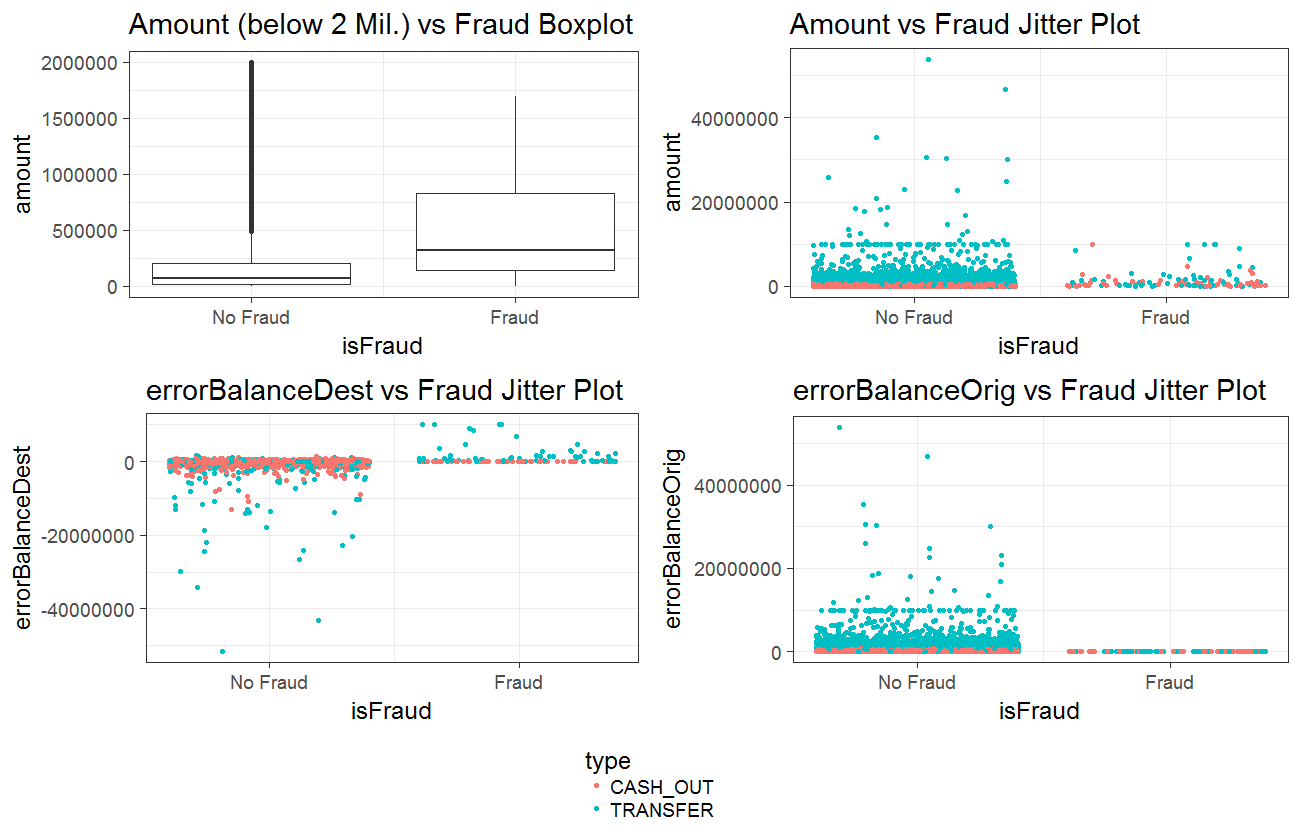 Amount (below 2 Mil.) vs Fraud Boxplot
2000000
1500000
1000000
500000
0
amount
No Fraud
Fraud
isFraud
Amount vs Fraud Jitter Plot
40000000
20000000
0
amount
No Fraud
Fraud
isFraud
errorBalanceDest vs Fraud Jitter Plot
0
-20000000
-40000000
errorBalanceDest
No Fraud
Fraud
isFraud
errorBalanceOrig vs Fraud Jitter Plot
40000000
20000000
0
errorBalanceOrig
No Fraud
Fraud
isFraud
type
CASH_OUT
TRANSFER